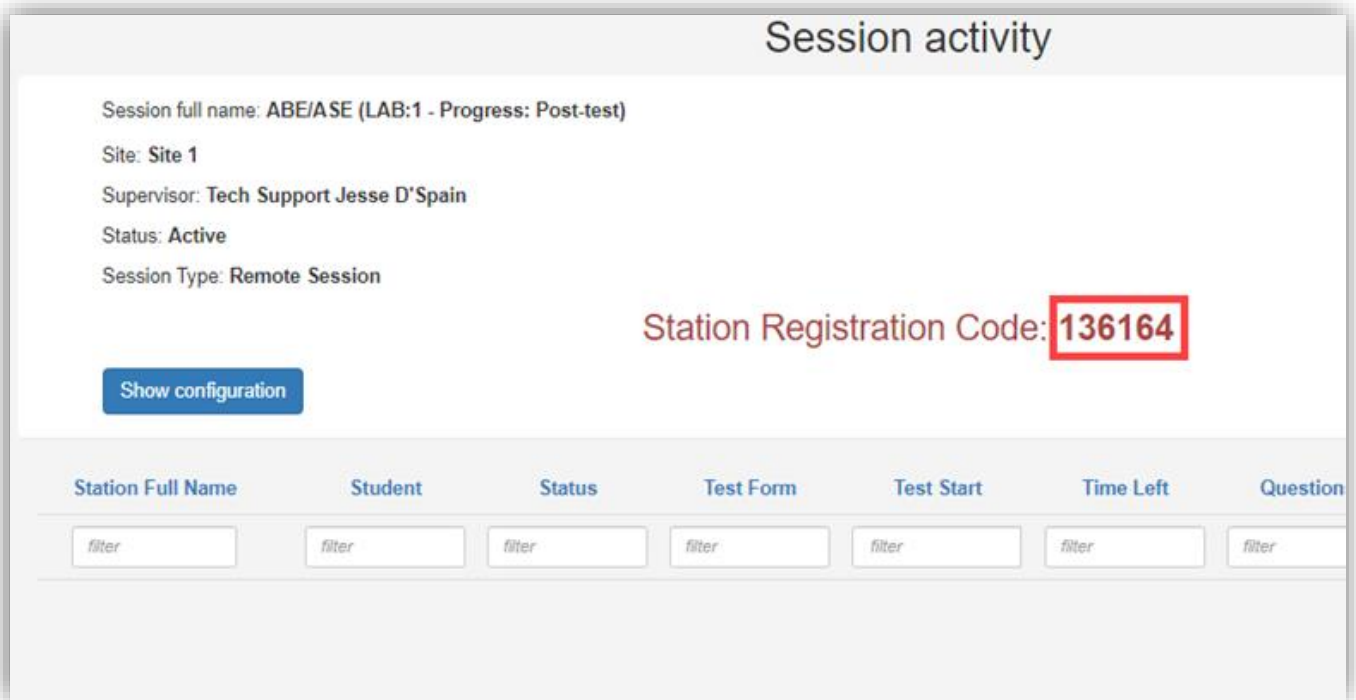 Session activity
Session full name: ABE/ASE (LAB:1 - Progress: Post-test)
Site: Site 1
Supervisor: Tech Support Jesse D'Spain
Status: Active
Session Type: Remote Session
Station Registration Code: 136164
Show configuration
Station Full Name Student Status Test Form Test Start Time Left Question
filter filter filter filter filter filter filter